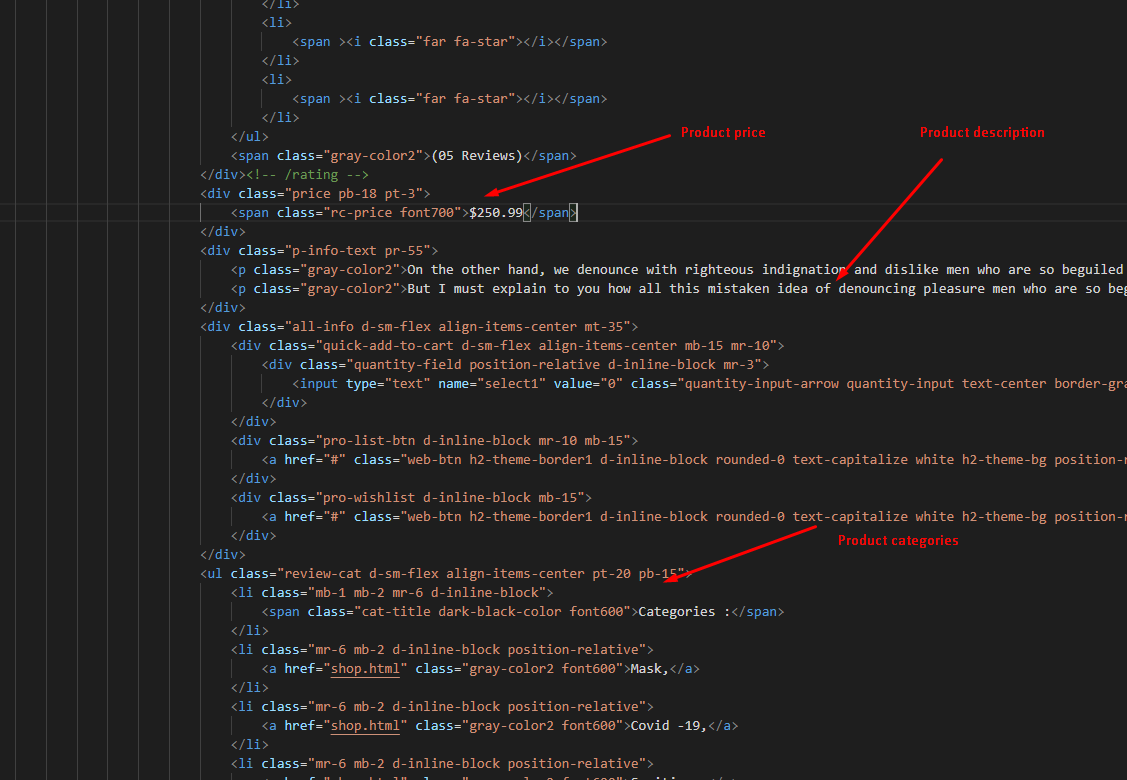 </li>
<li>
<span ><i class="far fa-star"></i></span>
</li>
<li>
<span ><i class="far fa-star"></i></span>
</li>
</ul>
Product price
Product description
<span class="gray-color2">(05 Reviews)</span>
</div><!-- /rating -->
<div class="price pb-18 pt-3">
<span class="rc-price font700">$250.99</span>
</div>
<div class="p-info-text pr-55">
<p class="gray-color2">On the other hand, we denounce with righteous indignation and dislike men who are so beguiled
<p class="gray-color2">But I must explain to you how all this mistaken idea of denouncing pleasure men who are so beg
</div>
<div class="all-info d-sm-flex align-items-center mt-35">
<div class="quick-add-to-cart d-sm-flex align-items-center mb-15 mr-10">
<div class="quantity-field position-relative d-inline-block mr-3">
<input type="text" name="select1" value="0" class="quantity-input-arrow quantity-input text-center border-gra
</div>
</div>
<div class="pro-list-btn d-inline-block mr-10 mb-15">
<a href="#" class="web-btn h2-theme-border1 d-inline-block rounded-0 text-capitalize white h2-theme-bg position-r
</div>
<div class="pro-wishlist d-inline-block mb-15">
<a href="#" class="web-btn h2-theme-border1 d-inline-block rounded-0 text-capitalize white h2-theme-bg position-r
</div>
Product categories
</div>
<ul class="review-cat d-sm-flex align-items-center pt-20 pb-15">
<li class="mb-1 mb-2 mr-6 d-inline-block">
<span class="cat-title dark-black-color font600">Categories :</span>
</li>
<li class="mr-6 mb-2 d-inline-block position-relative">
<a href="shop.html" class="gray-color2 font600">Mask,</a>
</li>
<li class="mr-6 mb-2 d-inline-block position-relative">
<a href="shop.html" class="gray-color2 font600">Covid -19,</a>
</li>
<li class="mr-6 mb-2 d-inline-block position-relative">